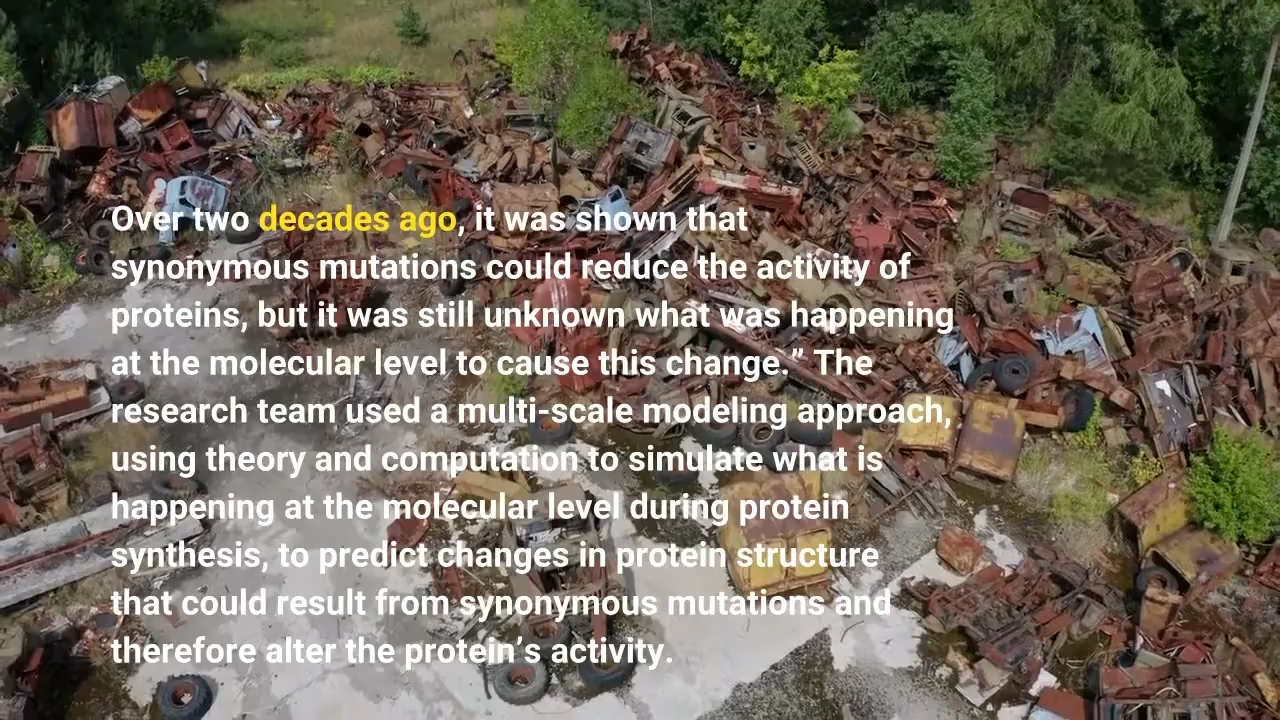 Over two decades ago, it was shown that
synonymous mutations could reduce the activity of
proteins, but it was still unknown what was happening
at the molecular level to cause this change.” The
research team used a multi-scale modeling approach,
using theory and computation to simulate what is
happening at the molecular level during protein
synthesis, to predict changes in protein structure
that could result from synonymous mutations and
therefore alter the protein’s activity.